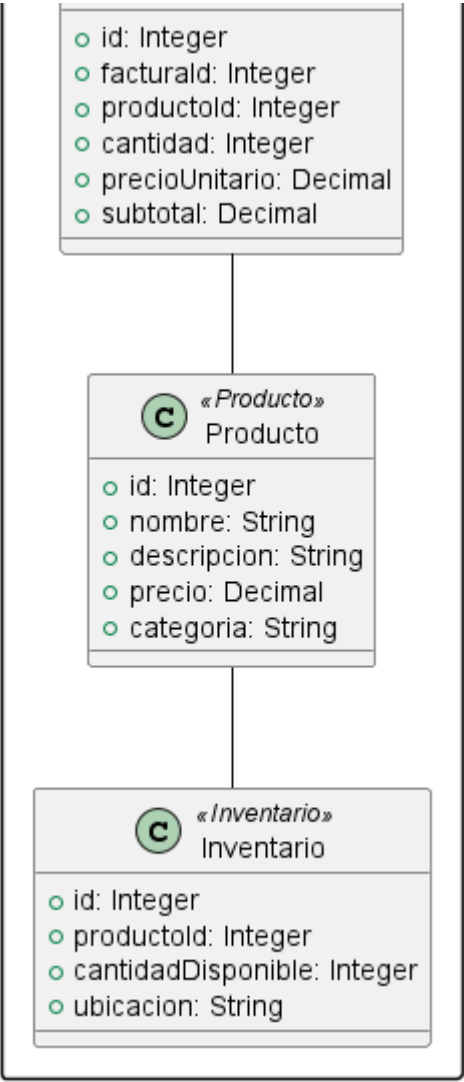 id: Integer
facturaId: Integer
productoId: Integer
cantidad: Integer
precioUnitario: Decimal
subtotal: Decimal
C
«Producto»
Producto
id: Integer
nombre: String
descripcion: String
precio: Decimal
categoria: String
C
«Inventario»
Inventario
id: Integer
productoId: Integer
cantidadDisponible: Integer
ubicacion: String